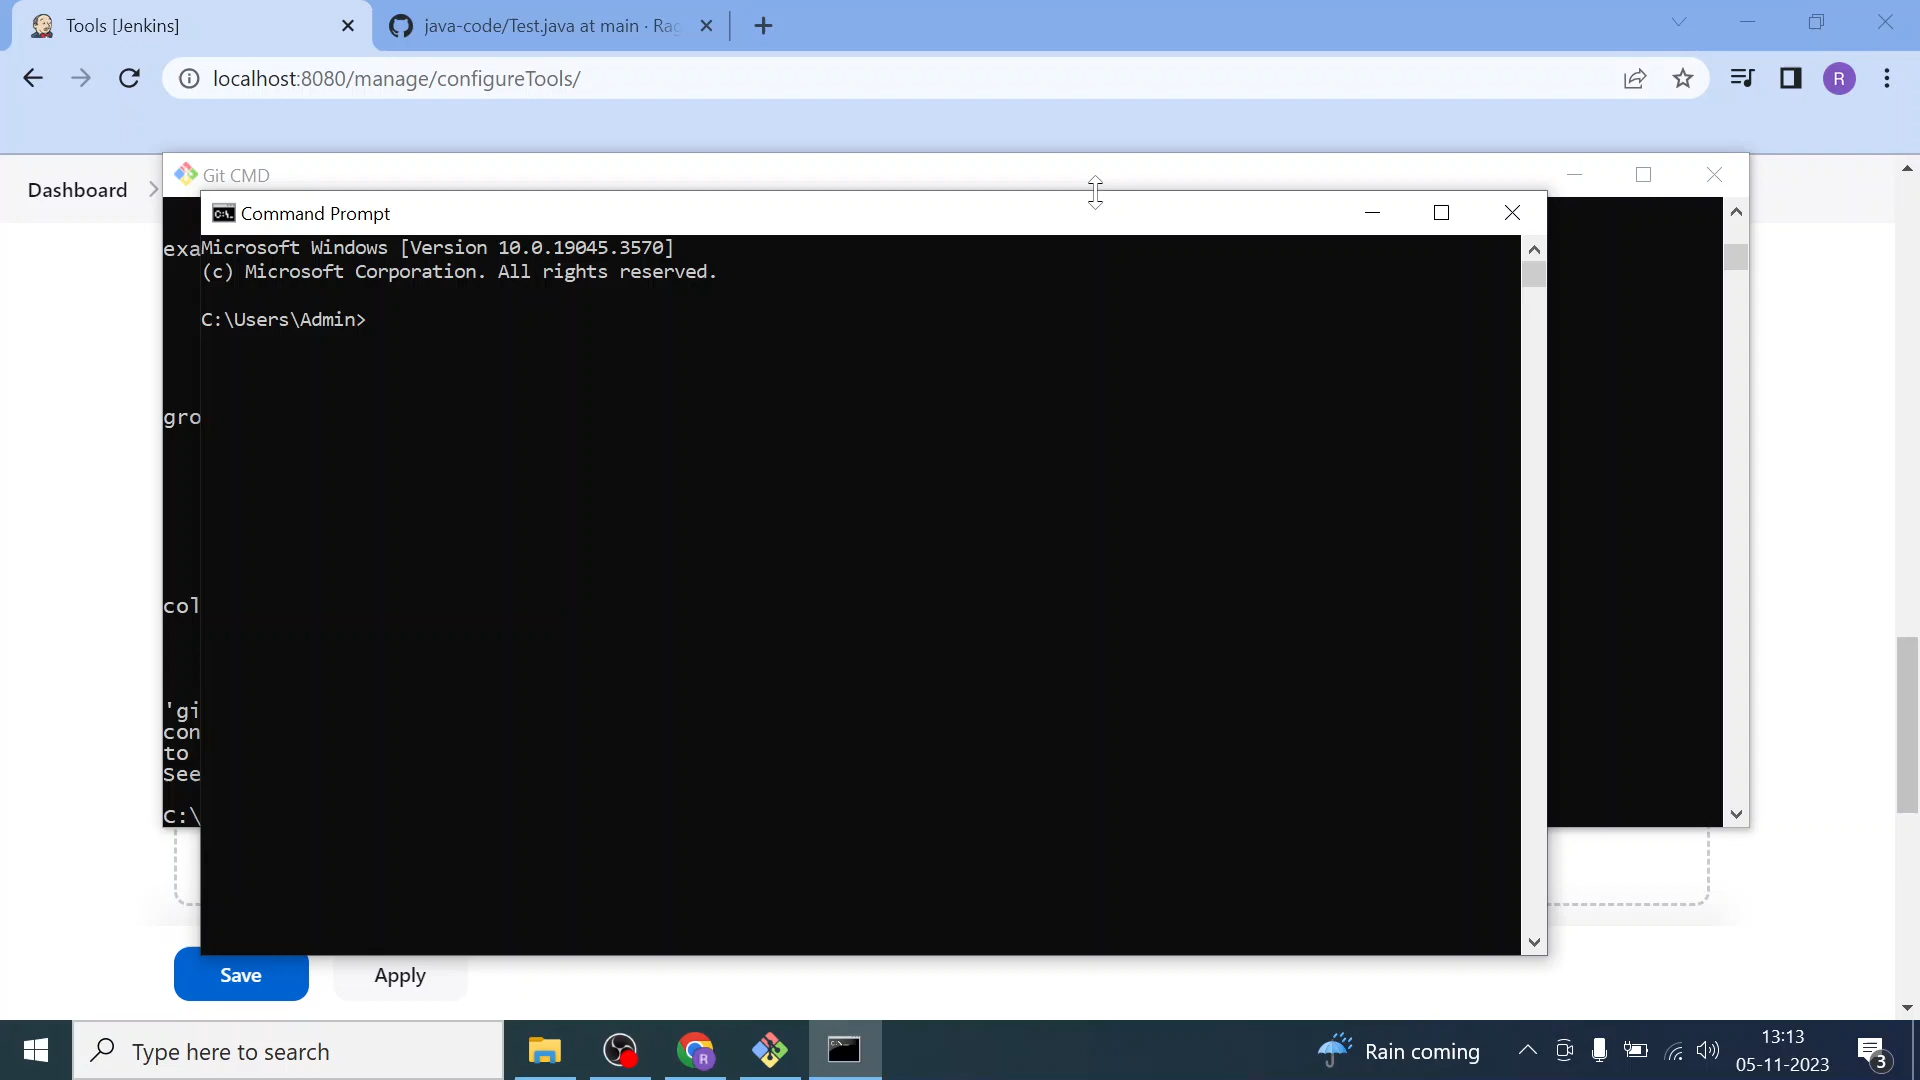 Tools [Jenkins]
java-code/Test.java at main · Rag
localhost:8080/manage/configureTools/
R
Dashboard
Git CMD
Command Prompt
exa
Microsoft Windows [Version 10.0.19045.3570]
(c) Microsoft Corporation. All rights reserved.
C:\Users\Admin>
gro
col
'gi
con
to
See
C:\
Save
Apply
Type here to search
R
Rain coming
13:13
05-11-2023
3